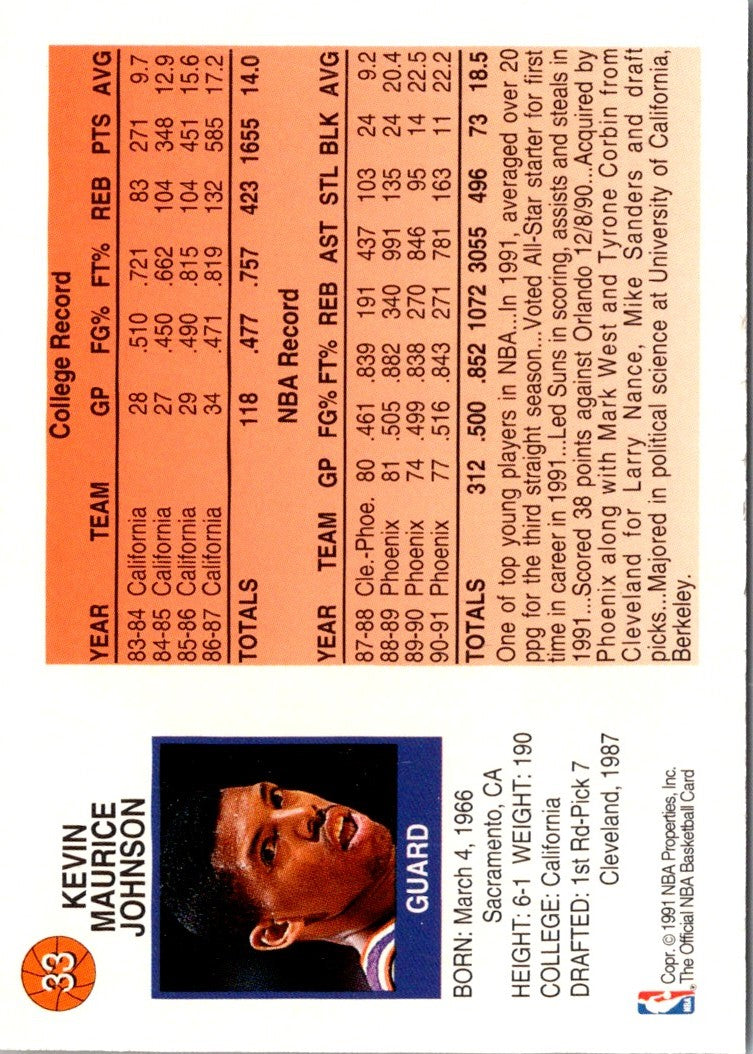 33
KEVIN
MAURICE
JOHNSON
GUARD
BORN: March 4, 1966
Sacramento, CA
HEIGHT: 6-1 WEIGHT: 190
COLLEGE: California
DRAFTED: 1st Rd-Pick 7
Cleveland, 1987
NBA
Copr. © 1991 NBA Properties, Inc.
The Official NBA Basketball Card
College Record
YEAR TEAM GP FG% FT% REB PTS AVG
83-84 California 28 .510 .721 83 271 9.7
84-85 California 27 .450 .662 104 348 12.9
85-86 California 29 .490 .815 104 451 15.6
86-87 California 34 .471 .819 132 585 17.2
TOTALS 118 .477 .757 423 1655 14.0
NBA Record
YEAR TEAM GP FG% FT% REB AST STL BLK AVG
87-88 Cle.-Phoe. 80 .461 .839 191 437 103 24 9.2
88-89 Phoenix 81 .505 .882 340 991 135 24 20.4
89-90 Phoenix 74 .499 .838 270 846 95 14 22.5
90-91 Phoenix 77 .516 .843 271 781 163 11 22.2
TOTALS 312 .500 .852 1072 3055 496 73 18.5
One of top young players in NBA...In 1991, averaged over 20
ppg for the third straight season...Voted All-Star starter for first
time in career in 1991...Led Suns in scoring, assists and steals in
1991...Scored 38 points against Orlando 12/8/90...Acquired by
Phoenix along with Mark West and Tyrone Corbin from
Cleveland for Larry Nance, Mike Sanders and draft
picks...Majored in political science at University of California,
Berkeley.